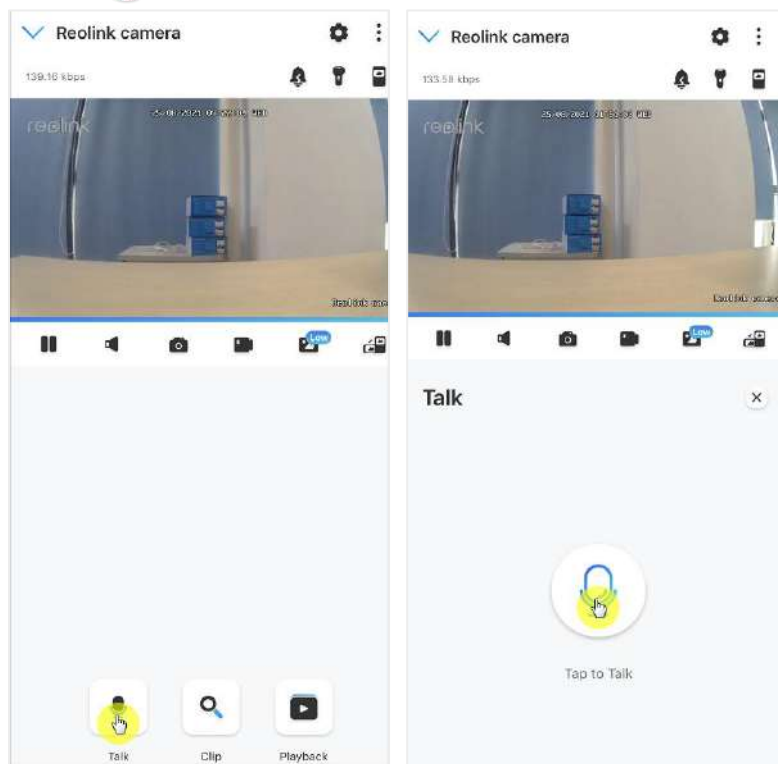 Reolink camera
139.16 kbps
reolink
Low
Talk
Clip
Playback
Reolink camera
133.58 kbps
reolink
Low
Talk
Tap to Talk